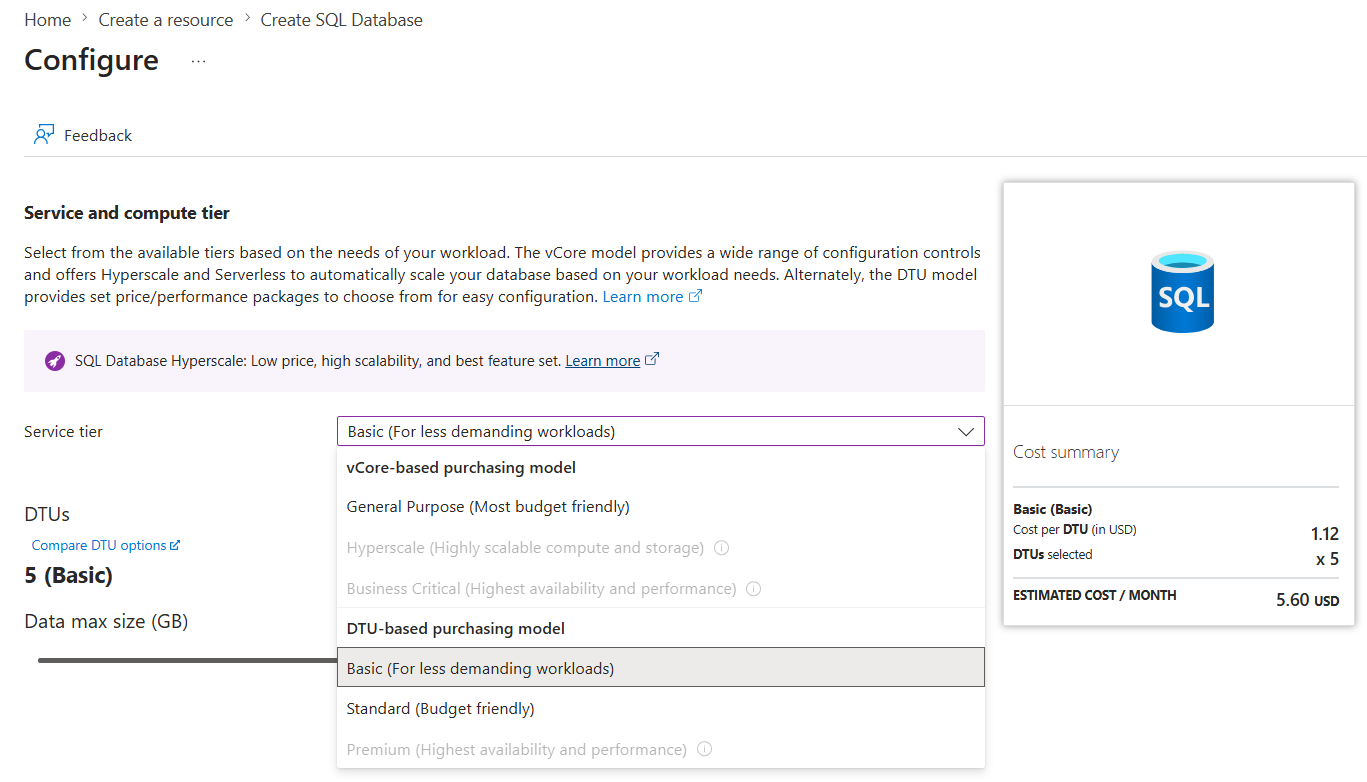 Home > Create a resource > Create SQL Database
Configure ...
Feedback
Service and compute tier
Select from the available tiers based on the needs of your workload. The vCore model provides a wide range of configuration controls
and offers Hyperscale and Serverless to automatically scale your database based on your workload needs. Alternately, the DTU model
provides set price/performance packages to choose from for easy configuration. Learn more
SQL Database Hyperscale: Low price, high scalability, and best feature set. Learn more
Service tier
Basic (For less demanding workloads)
vCore-based purchasing model
General Purpose (Most budget friendly)
Hyperscale (Highly scalable compute and storage)
Business Critical (Highest availability and performance)
DTU-based purchasing model
Basic (For less demanding workloads)
Standard (Budget friendly)
Premium (Highest availability and performance)
DTUs
Compare DTU options
5 (Basic)
Data max size (GB)
SQL
Cost summary
Basic (Basic)
Cost per DTU (in USD) 1.12
DTUs selected x 5
ESTIMATED COST / MONTH 5.60 USD